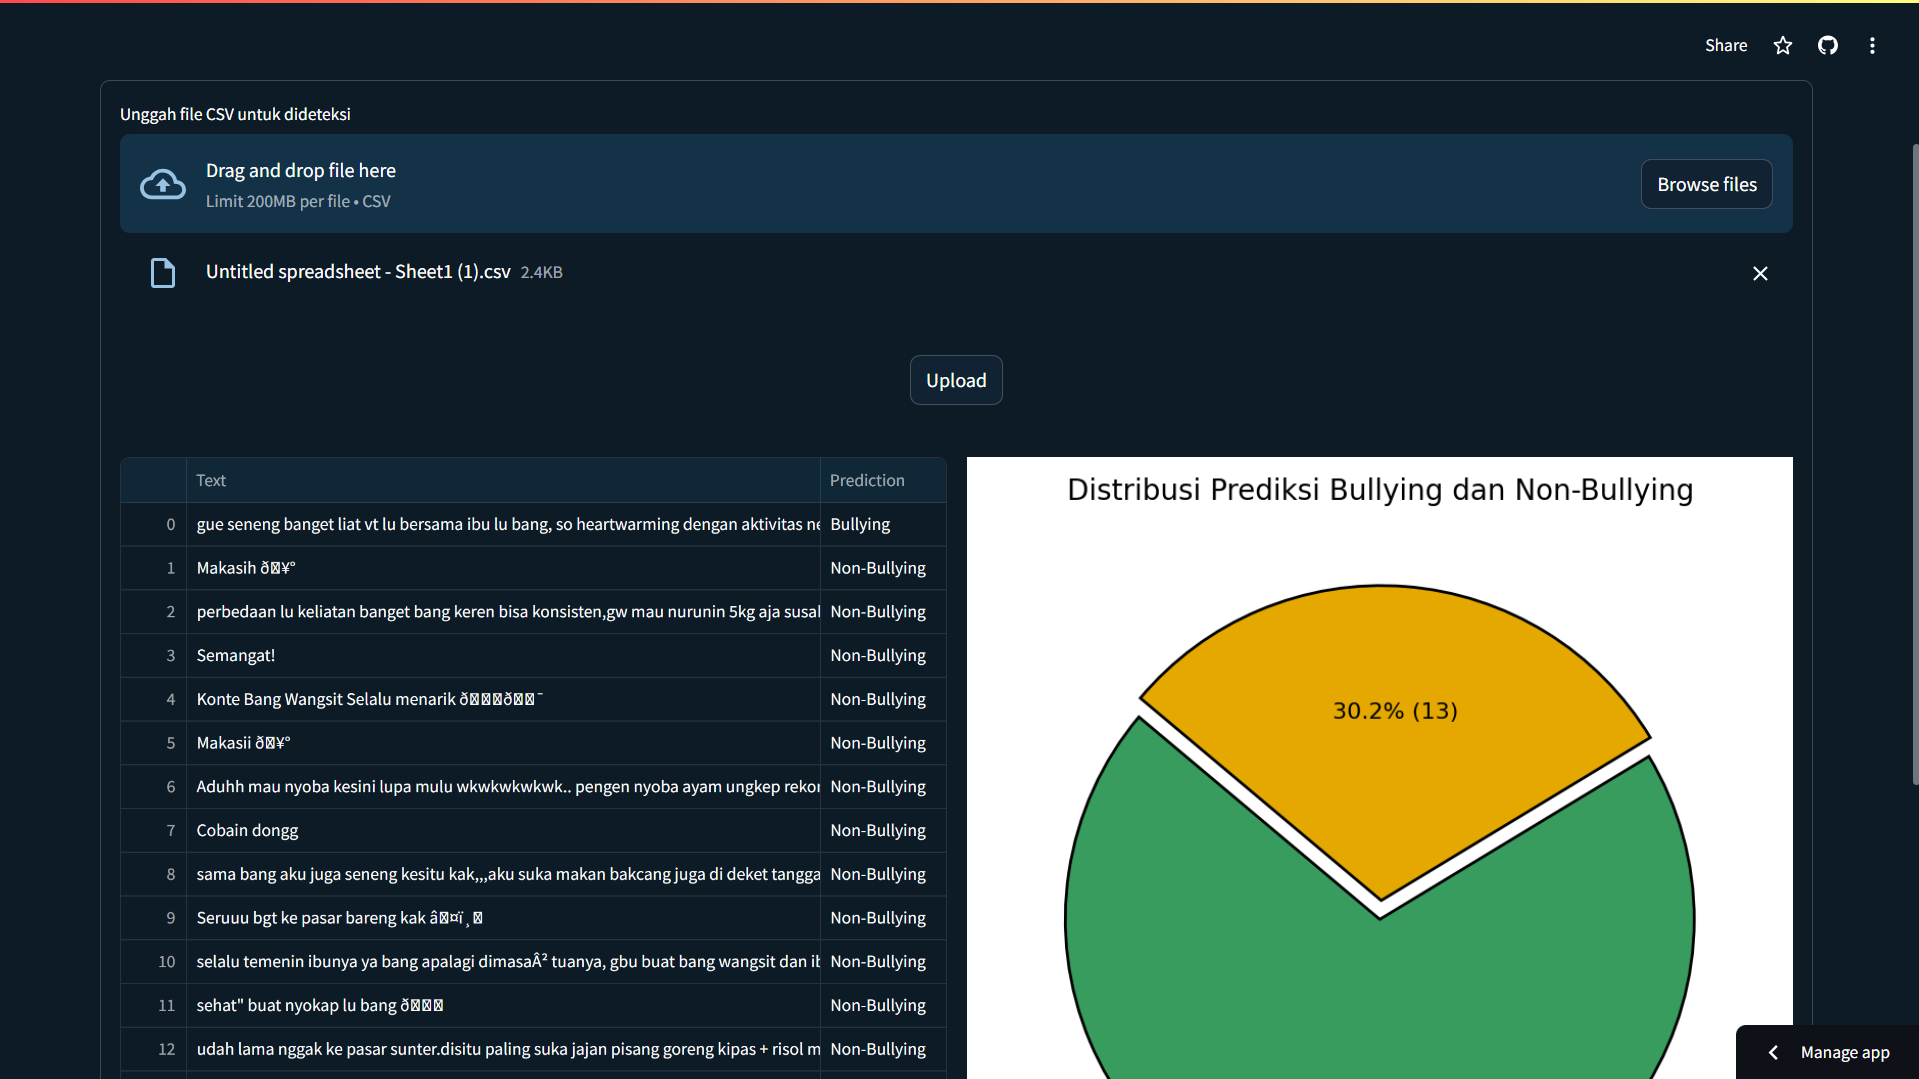 Share
Unggah file CSV untuk dideteksi
Drag and drop file here
Limit 200MB per file • CSV
Browse files
Untitled spreadsheet - Sheet1 (1).csv 2.4KB
Upload
Text Prediction
0 gue seneng banget liat vt lu bersama ibu lu bang, so heartwarming dengan aktivitas ne Bullying
1 Makasih ð¥º Non-Bullying
2 perbedaan lu keliatan banget bang keren bisa konsisten,gw mau nurunin 5kg aja susal Non-Bullying
3 Semangat! Non-Bullying
4 Konte Bang Wangsit Selalu menarik ðð¯ Non-Bullying
5 Makasii ð¥º Non-Bullying
6 Aduhh mau nyoba kesini lupa mulu wkwkwkwkwk.. pengen nyoba ayam ungkep rekor Non-Bullying
7 Cobain dongg Non-Bullying
8 sama bang aku juga seneng kesitu kak,,,aku suka makan bakcang juga di deket tangga Non-Bullying
9 Seruuu bgt ke pasar bareng kak â¤ï¸ Non-Bullying
10 selalu temenin ibunya ya bang apalagi dimasaÂ² tuanya, gbu buat bang wangsit dan ib Non-Bullying
11 sehat" buat nyokap lu bang ð Non-Bullying
12 udah lama nggak ke pasar sunter.disitu paling suka jajan pisang goreng kipas + risol m Non-Bullying
Distribusi Prediksi Bullying dan Non-Bullying
30.2% (13)
Manage app